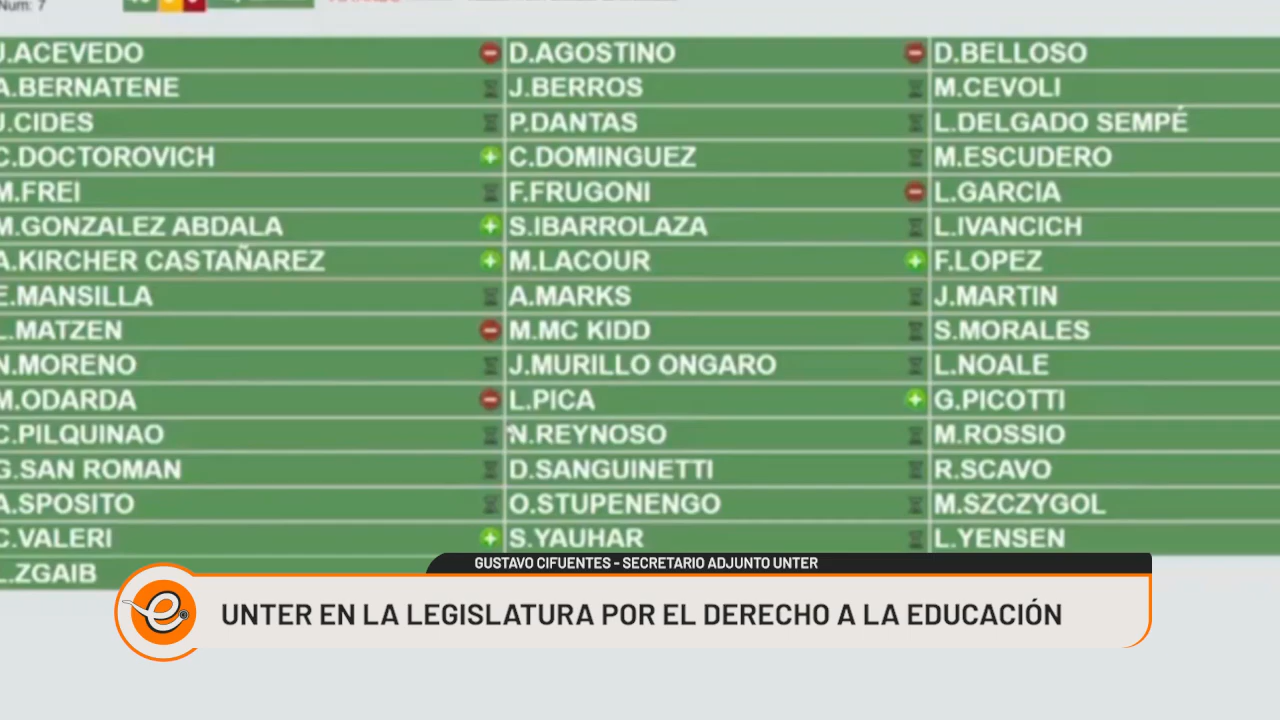 Num: 7
J.ACEVEDO D.AGOSTINO D.BELLOSO
A.BERNATENE J.BERROS M.CEVOLI
J.CIDES P.DANTAS L.DELGADO SEMPÉ
C.DOCTOROVICH C.DOMINGUEZ M.ESCUDERO
M.FREI F.FRUGONI L.GARCIA
M.GONZALEZ ABDALA S.IBARROLAZA L.IVANCICH
A.KIRCHER CASTAÑAREZ M.LACOUR F.LOPEZ
E.MANSILLA A.MARKS J.MARTIN
L.MATZEN M.MC KIDD S.MORALES
N.MORENO J.MURILLO ONGARO L.NOALE
M.ODARDA L.PICA G.PICOTTI
C.PILQUINAO N.REYNOSO M.ROSSIO
G.SAN ROMAN D.SANGUINETTI R.SCAVO
A.SPOSITO O.STUPENENGO M.SZCZYGOL
C.VALERI S.YAUHAR L.YENSEN
L.ZGAIB
GUSTAVO CIFUENTES - SECRETARIO ADJUNTO UNTER
UNTER EN LA LEGISLATURA POR EL DERECHO A LA EDUCACIÓN